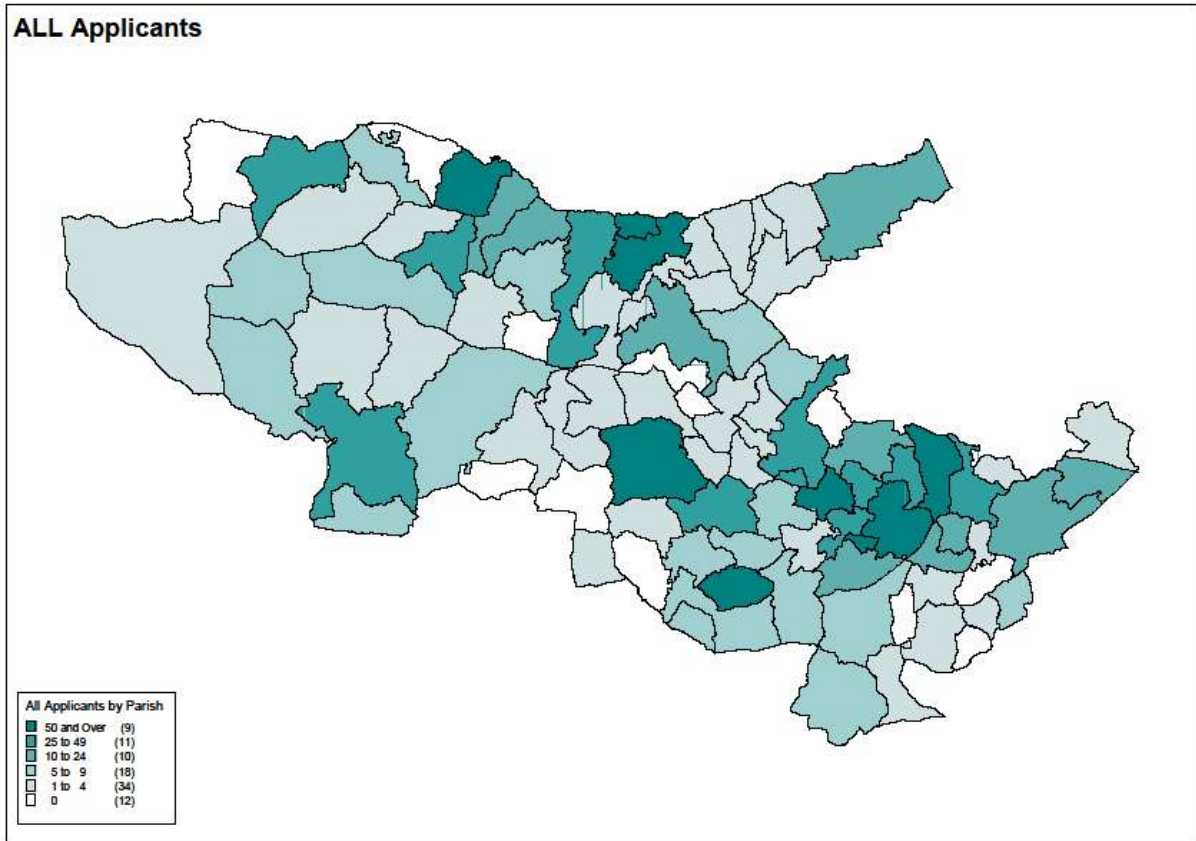 ALL Applicants
All Applicants by Parish
50 and Over (9)
25 to 49 (11)
10 to 24 (10)
5 to 9 (18)
1 to 4 (34)
0 (12)